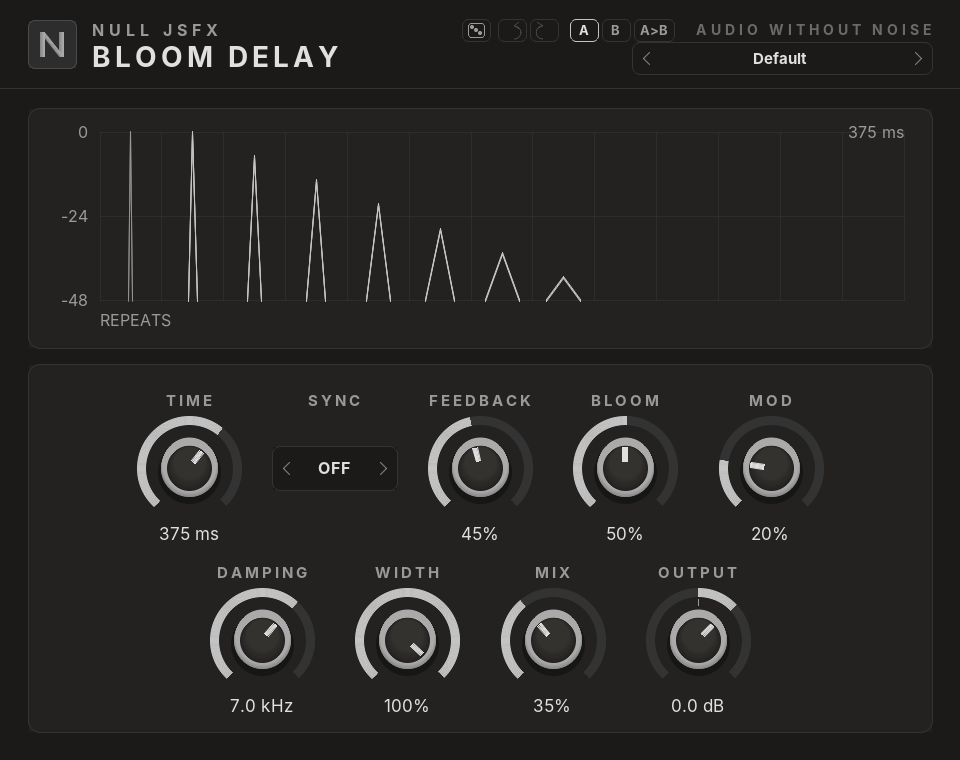 N
NULL JSFX
BLOOM DELAY
A B A>B
AUDIO WITHOUT NOISE
Default
0
375 ms
-24
-48
REPEATS
TIME SYNC FEEDBACK BLOOM MOD
OFF
375 ms 45% 50% 20%
DAMPING WIDTH MIX OUTPUT
7.0 kHz 100% 35% 0.0 dB